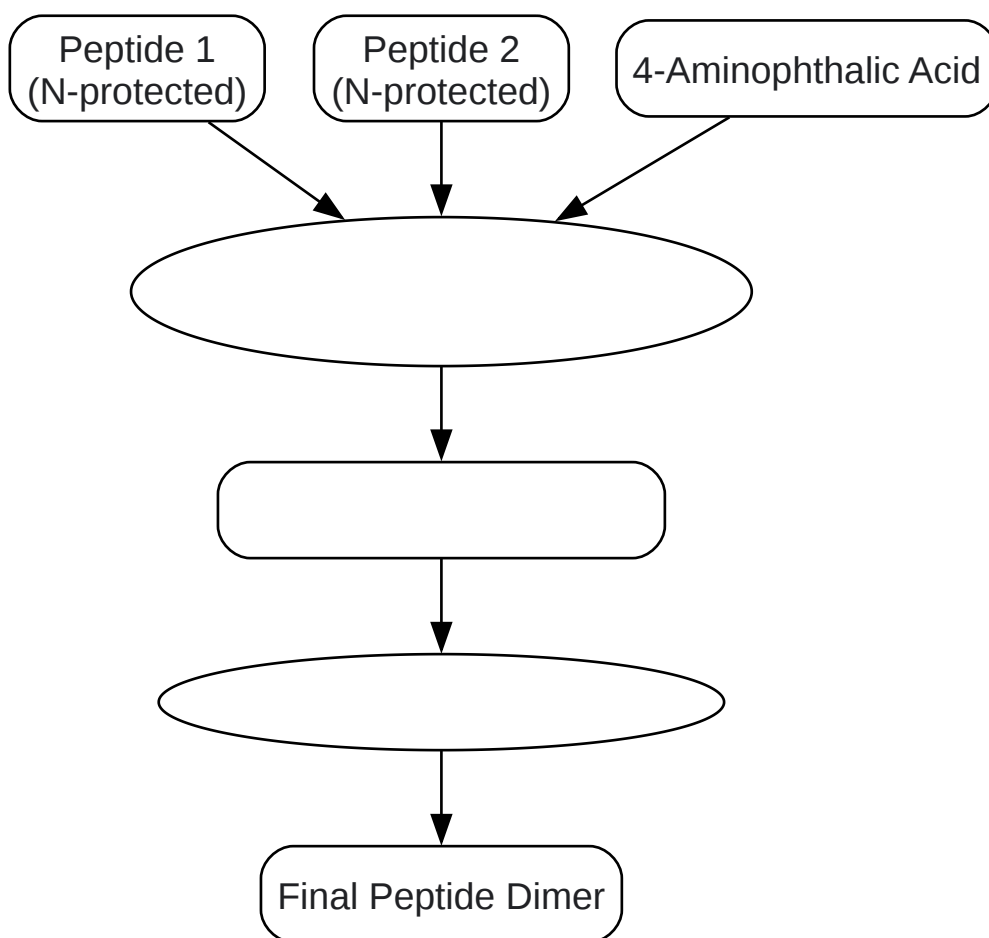 Peptide 1
(N-protected)
Peptide 2
(N-protected)
4-Aminophthalic Acid
Final Peptide Dimer